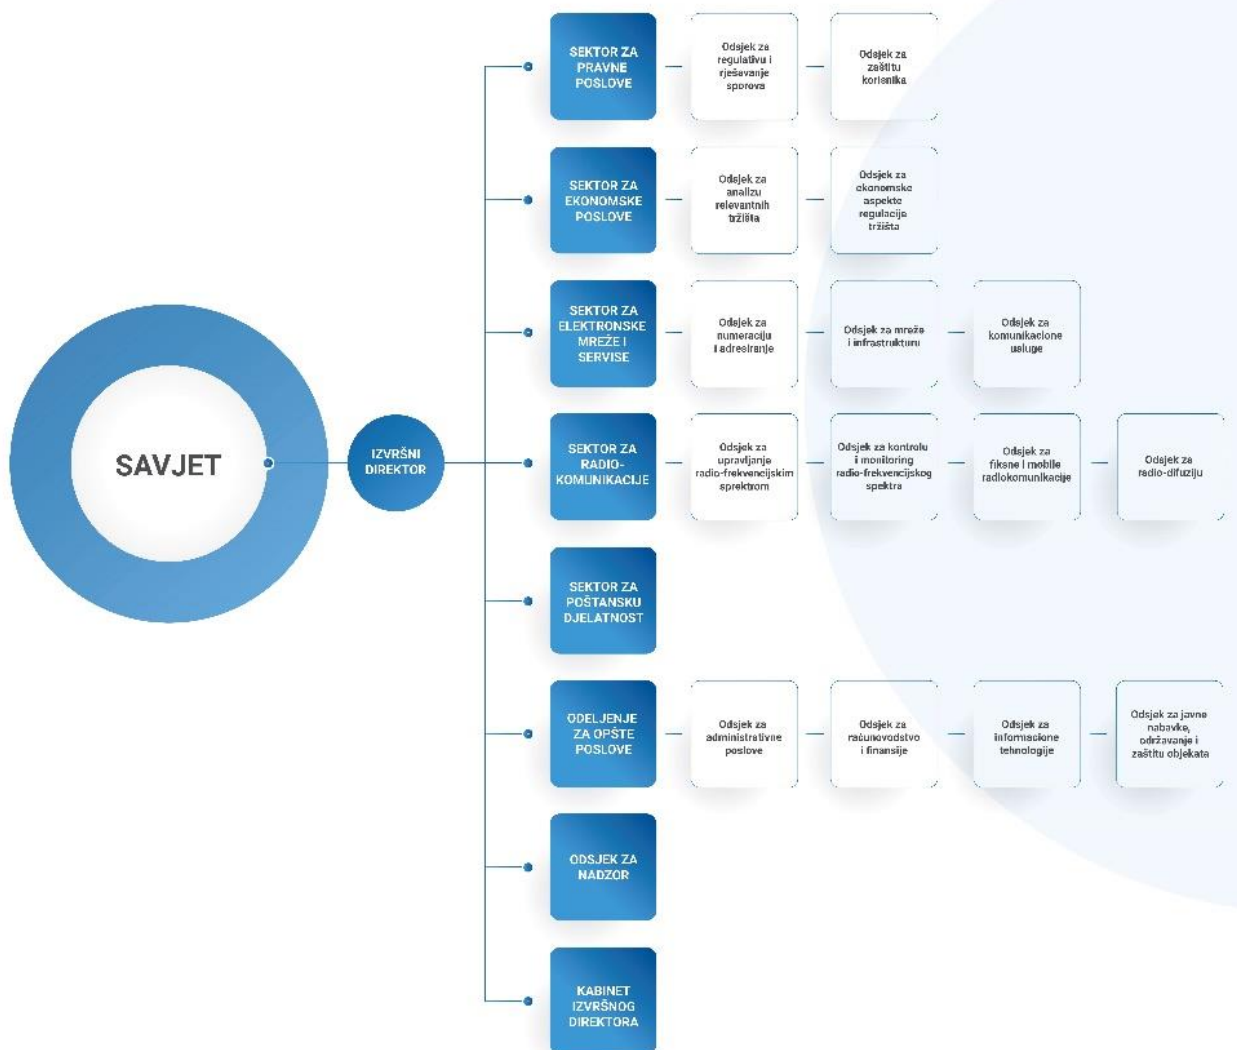 SAVJET
IZVRŠNI
DIREKTOR
SEKTOR ZA
PRAVNE
POSLOVE
Odsjek za
regulativu i
rješavanje
sporova
Odsjek za
zaštitu
korisnika
SEKTOR ZA
EKONOMSKE
POSLOVE
Odsjek za
analizu
relevantnih
tržišta
Odsjek za
ekonomske
aspekte
regulacije
tržišta
SEKTOR ZA
ELEKTRONSKE
MREŽE I
SERVISE
Odsjek za
numeraciju
i adresiranje
Odsjek za mreže
i infrastrukturu
Odsjek za
komunikacione
usluge
SEKTOR ZA
RADIO-
KOMUNIKACIJE
Odsjek za
upravljanje
radio-frekvencijskim
spektrom
Odsjek za kontrolu
i monitoring
radio-frekvencijskog
spektra
Odsjek za
fiksne i mobile
radiokomunikacije
Odsjek za
radio-difuziju
SEKTOR ZA
POŠTANSKU
DJELATNOST
ODELJENJE
ZA OPŠTE
POSLOVE
Odsjek za
administrativne
poslove
Odsjek za
računovodstvo
i finansije
Odsjek za
informacione
tehnologije
Odsjek za javne
nabavke,
održavanje i
zaštitu objekata
ODSJEK ZA
NADZOR
KABINET
IZVRŠNOG
DIREKTORA